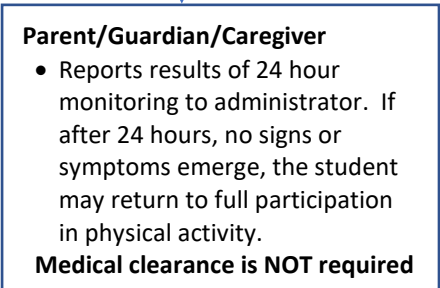 Parent/Guardian/Caregiver
• Reports results of 24 hour
monitoring to administrator.  If
after 24 hours, no signs or
symptoms emerge, the student
may return to full participation
in physical activity.
Medical clearance is NOT required